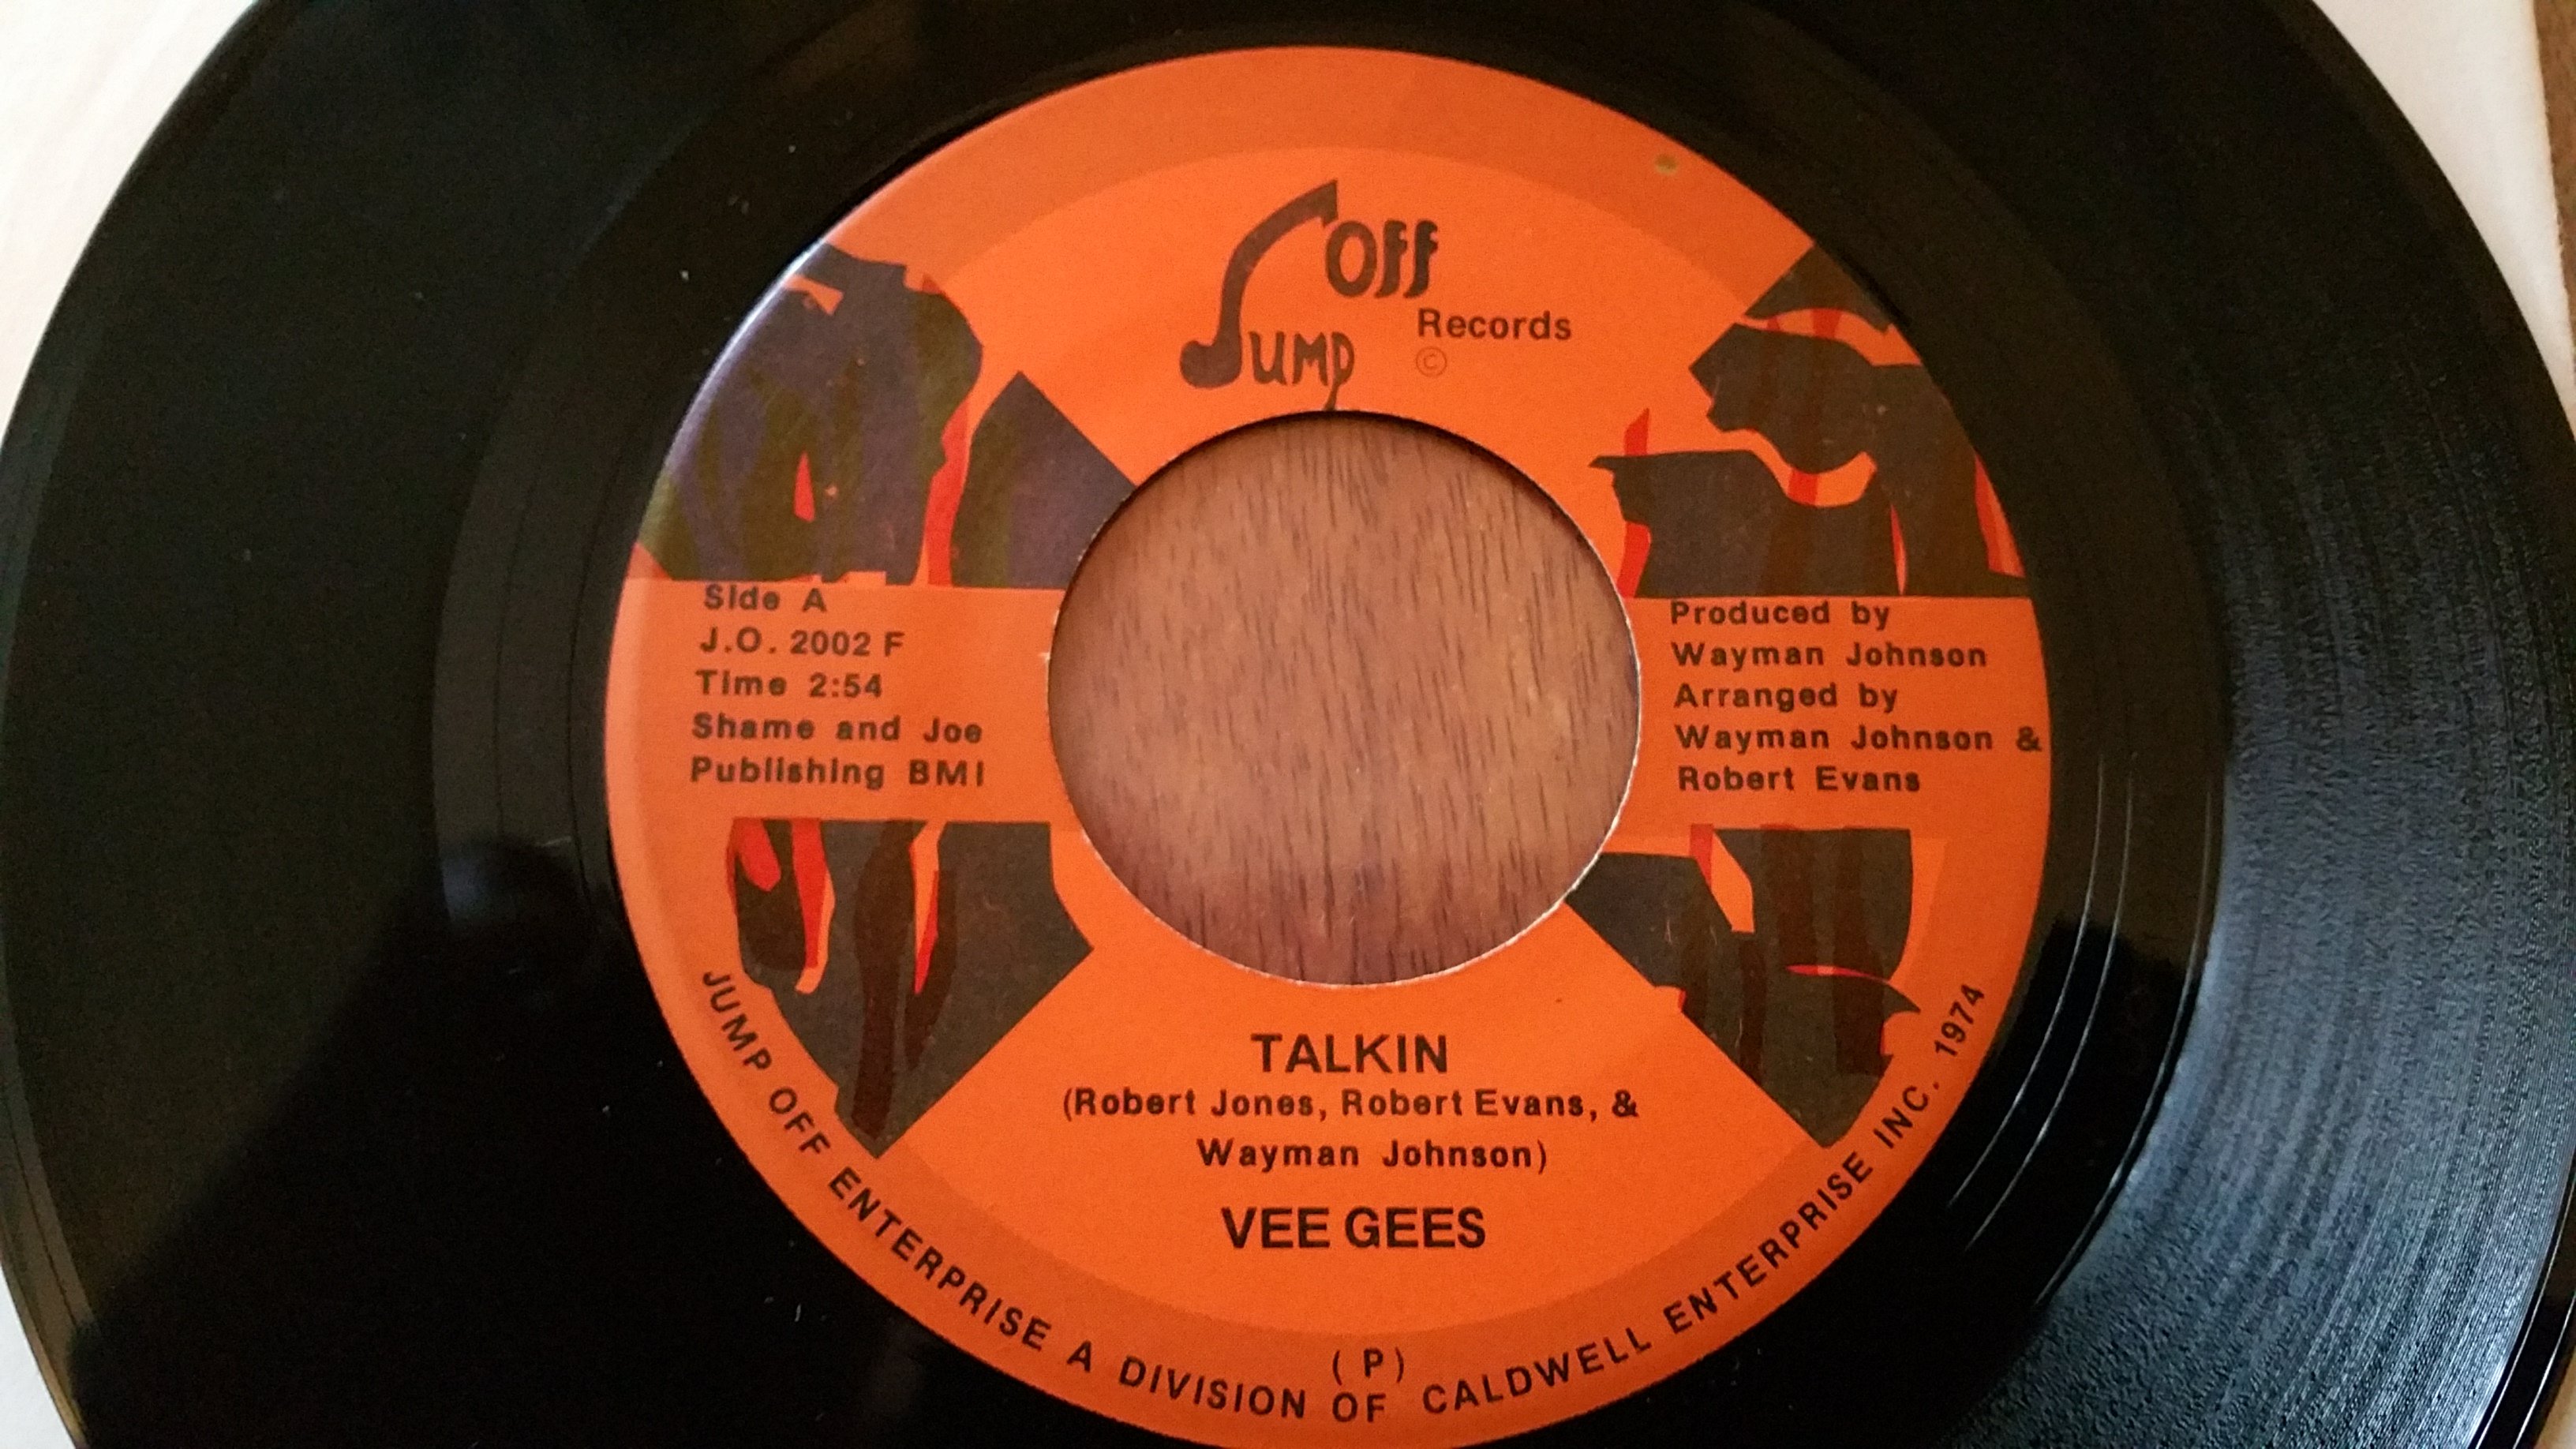 Jump Off
Records
©
Side A
J.O. 2002 F
Time 2:54
Shame and Joe
Publishing BMI
Produced by
Wayman Johnson
Arranged by
Wayman Johnson &
Robert Evans
TALKIN
(Robert Jones, Robert Evans, &
Wayman Johnson)
VEE GEES
(P)
JUMP OFF ENTERPRISE A DIVISION OF CALDWELL ENTERPRISE INC. 1974